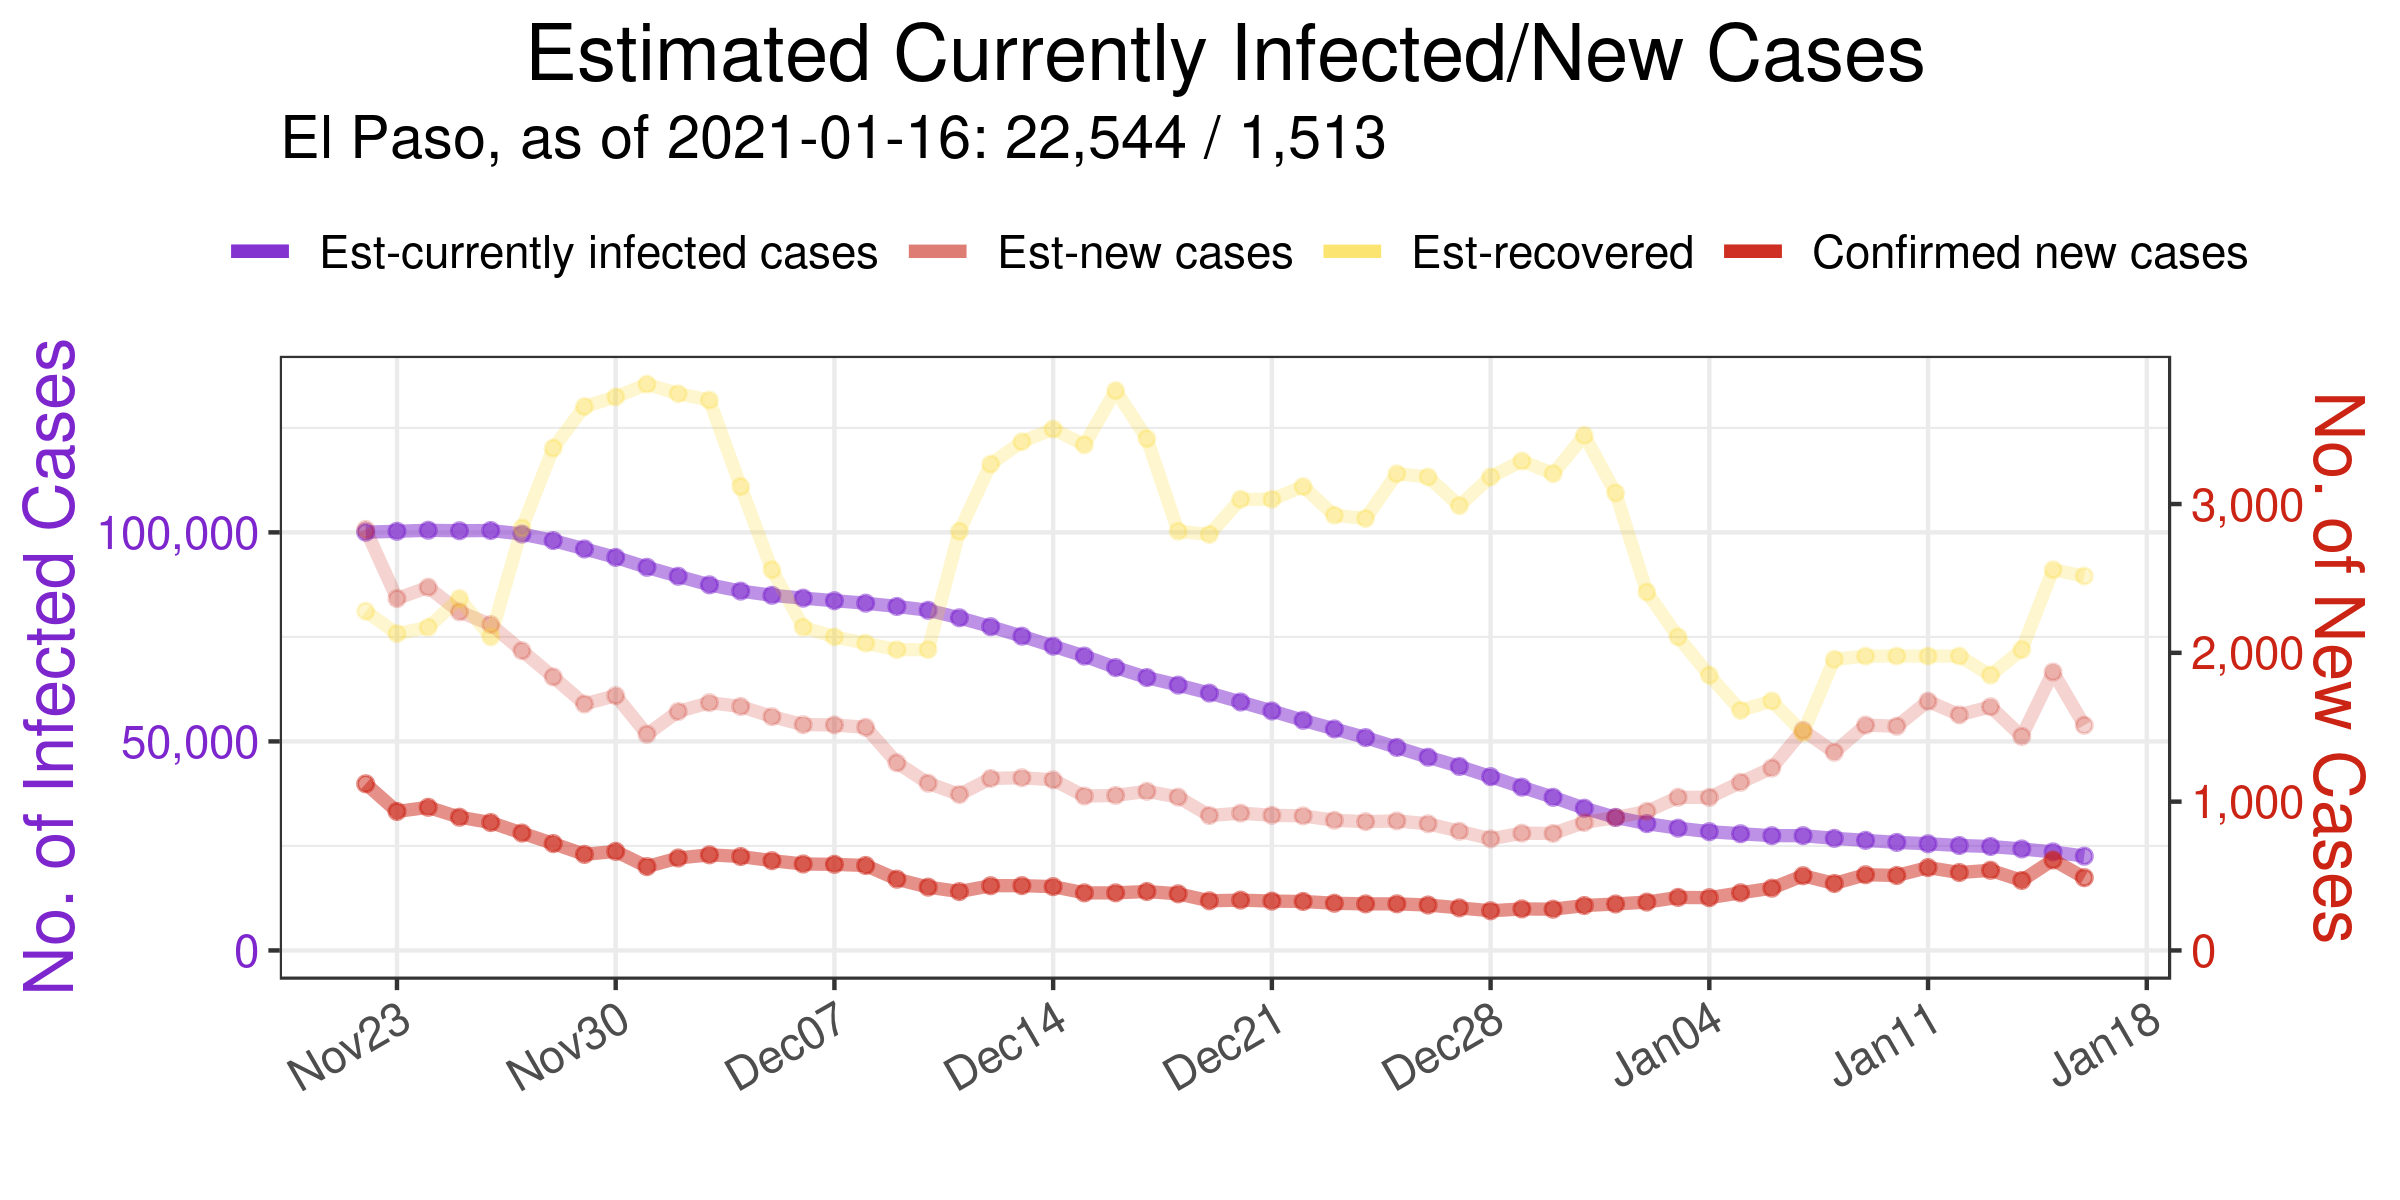 Estimated Currently Infected/New Cases
El Paso, as of 2021-01-16: 22,544 / 1,513
Est-currently infected cases Est-new cases Est-recovered Confirmed new cases
No. of Infected Cases
100,000
50,000
0
3,000
2,000
1,000
0
No. of New Cases
Nov23 Nov30 Dec07 Dec14 Dec21 Dec28 Jan04 Jan11 Jan18